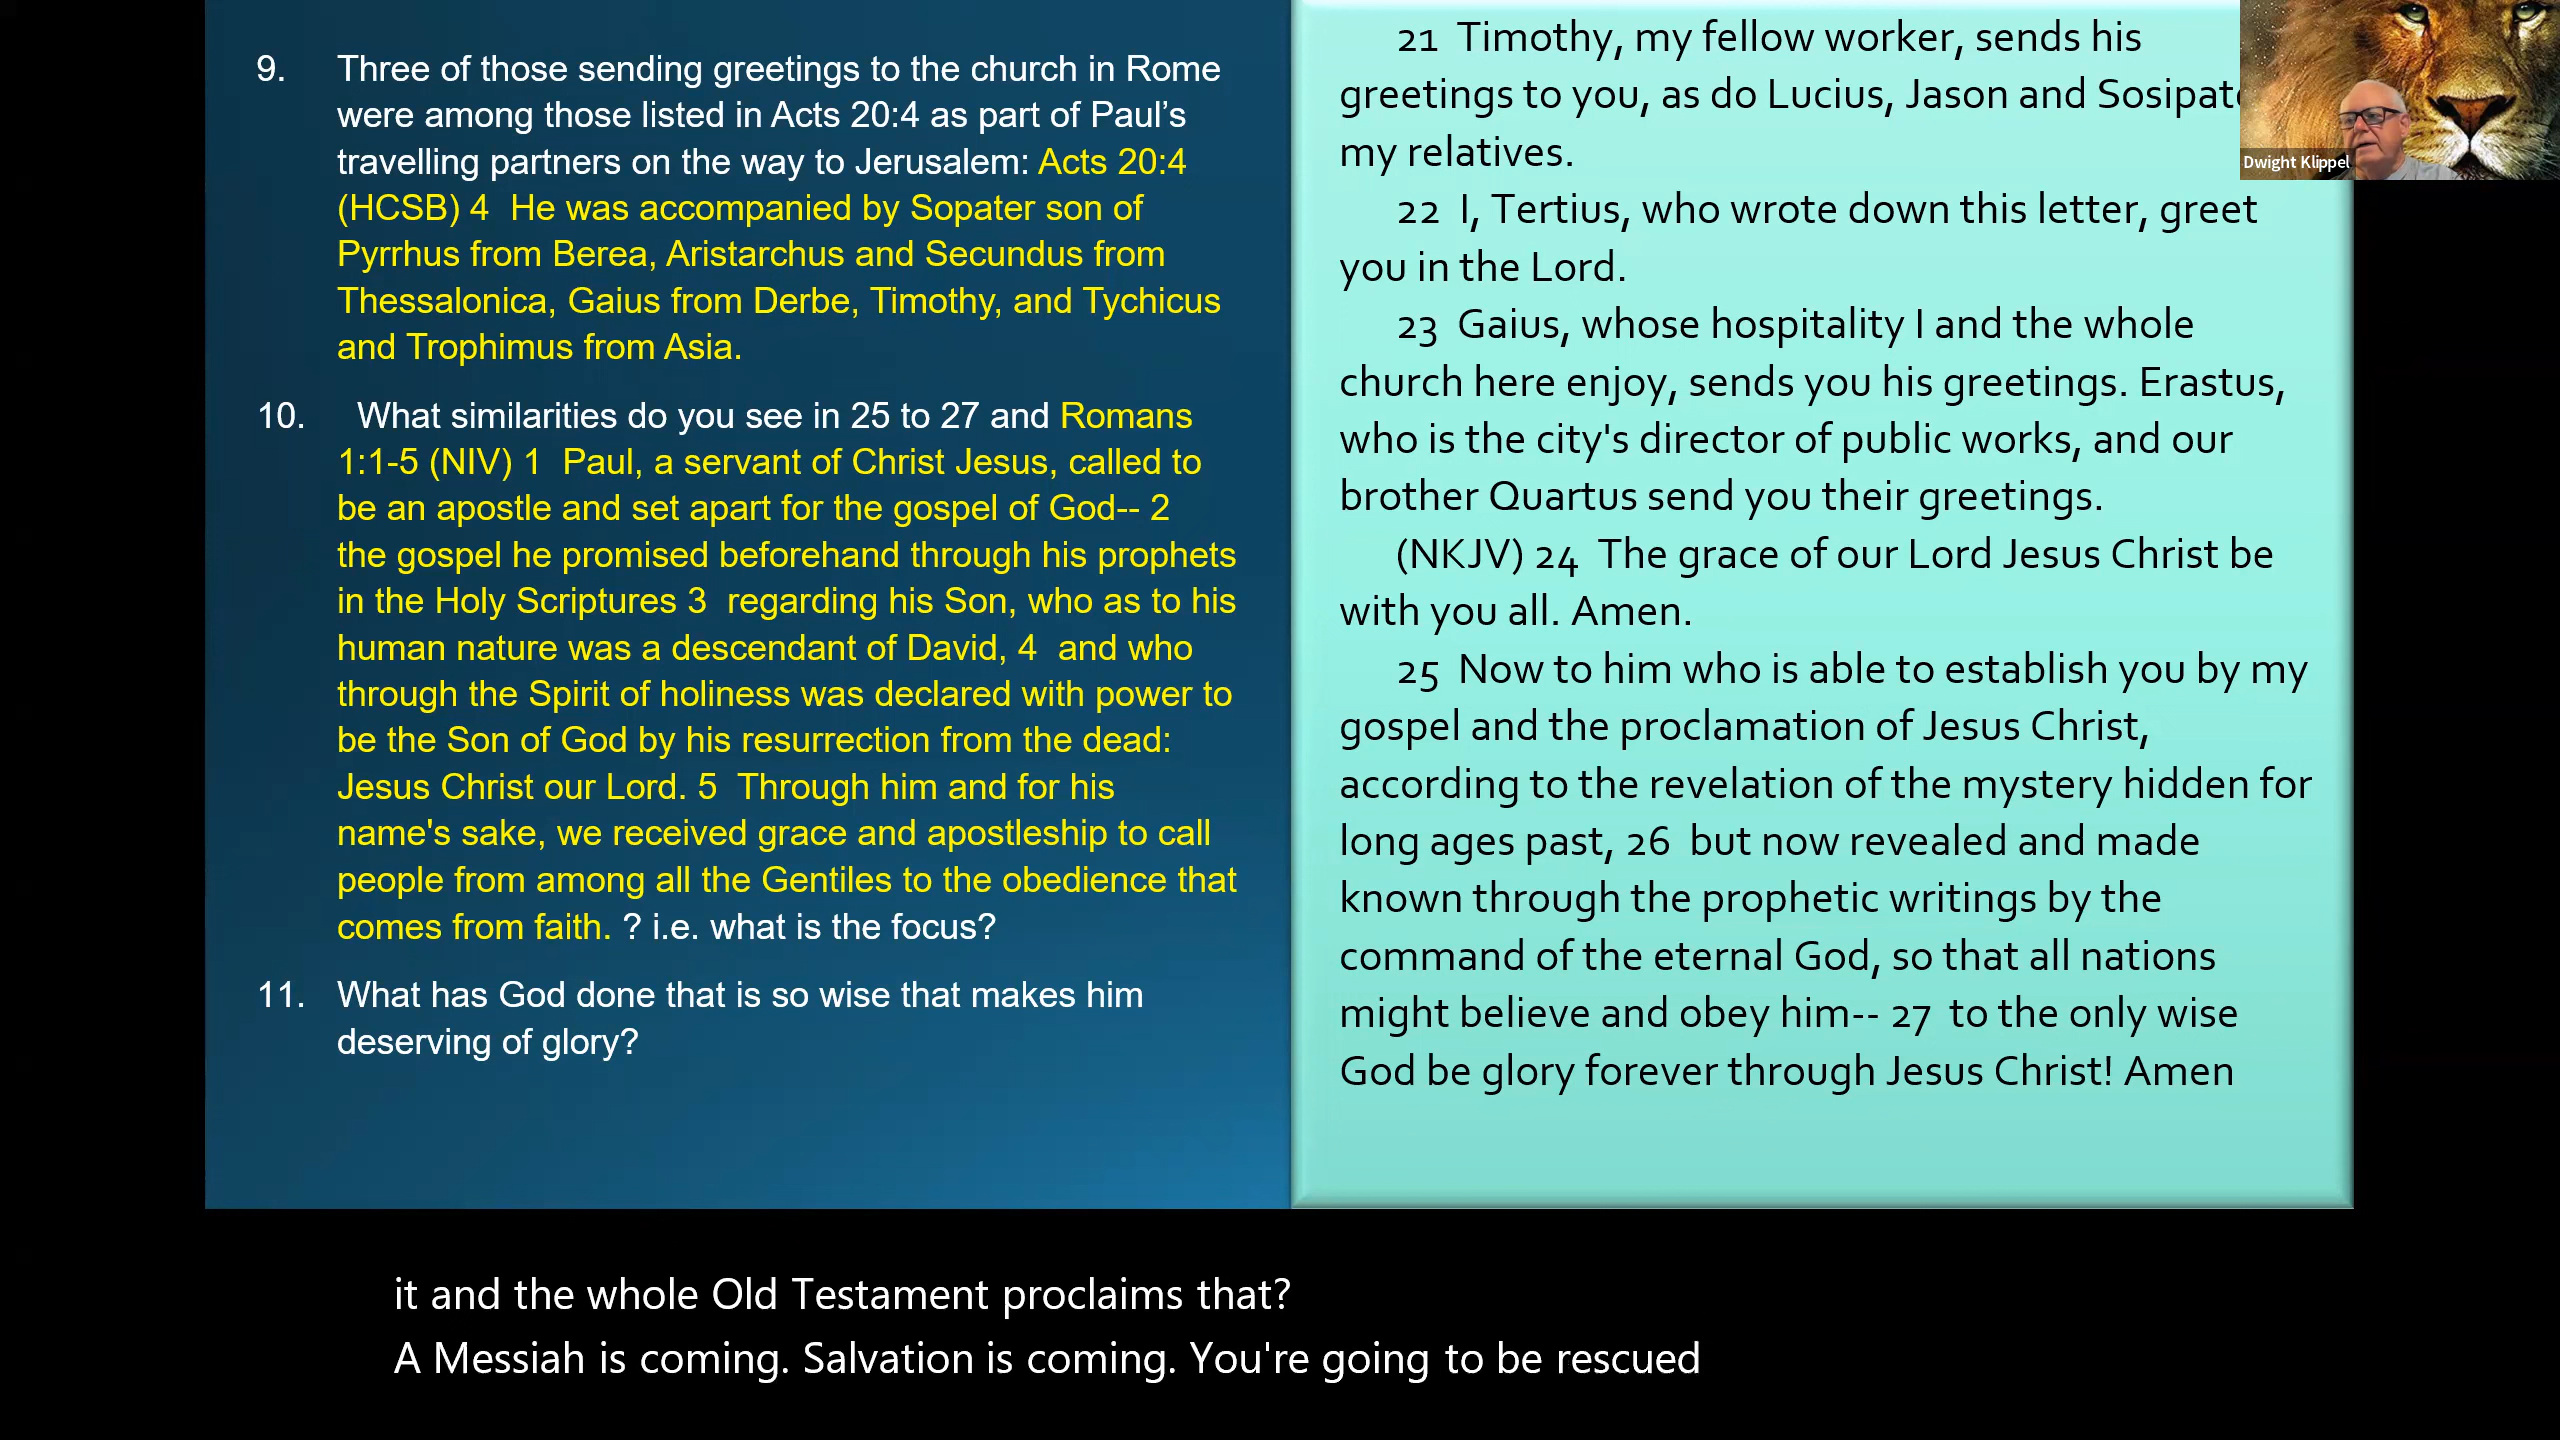 9. Three of those sending greetings to the church in Rome
were among those listed in Acts 20:4 as part of Paul’s
travelling partners on the way to Jerusalem: Acts 20:4
(HCSB) 4 He was accompanied by Sopater son of
Pyrrhus from Berea, Aristarchus and Secundus from
Thessalonica, Gaius from Derbe, Timothy, and Tychicus
and Trophimus from Asia.
10. What similarities do you see in 25 to 27 and Romans
1:1-5 (NIV) 1 Paul, a servant of Christ Jesus, called to
be an apostle and set apart for the gospel of God-- 2
the gospel he promised beforehand through his prophets
in the Holy Scriptures 3 regarding his Son, who as to his
human nature was a descendant of David, 4 and who
through the Spirit of holiness was declared with power to
be the Son of God by his resurrection from the dead:
Jesus Christ our Lord. 5 Through him and for his
name's sake, we received grace and apostleship to call
people from among all the Gentiles to the obedience that
comes from faith. ? i.e. what is the focus?
11. What has God done that is so wise that makes him
deserving of glory?
21 Timothy, my fellow worker, sends his
greetings to you, as do Lucius, Jason and
my relatives.
22 I, Tertius, who wrote down this letter, greet
you in the Lord.
23 Gaius, whose hospitality I and the whole
church here enjoy, sends you his greetings. Erastus,
who is the city's director of public works, and our
brother Quartus send you their greetings.
(NKJV) 24 The grace of our Lord Jesus Christ be
with you all. Amen.
25 Now to him who is able to establish you by my
gospel and the proclamation of Jesus Christ,
according to the revelation of the mystery hidden for
long ages past, 26 but now revealed and made
known through the prophetic writings by the
command of the eternal God, so that all nations
might believe and obey him-- 27 to the only wise
God be glory forever through Jesus Christ! Amen
Dwight Klippel
it and the whole Old Testament proclaims that?
A Messiah is coming. Salvation is coming. You're going to be rescued